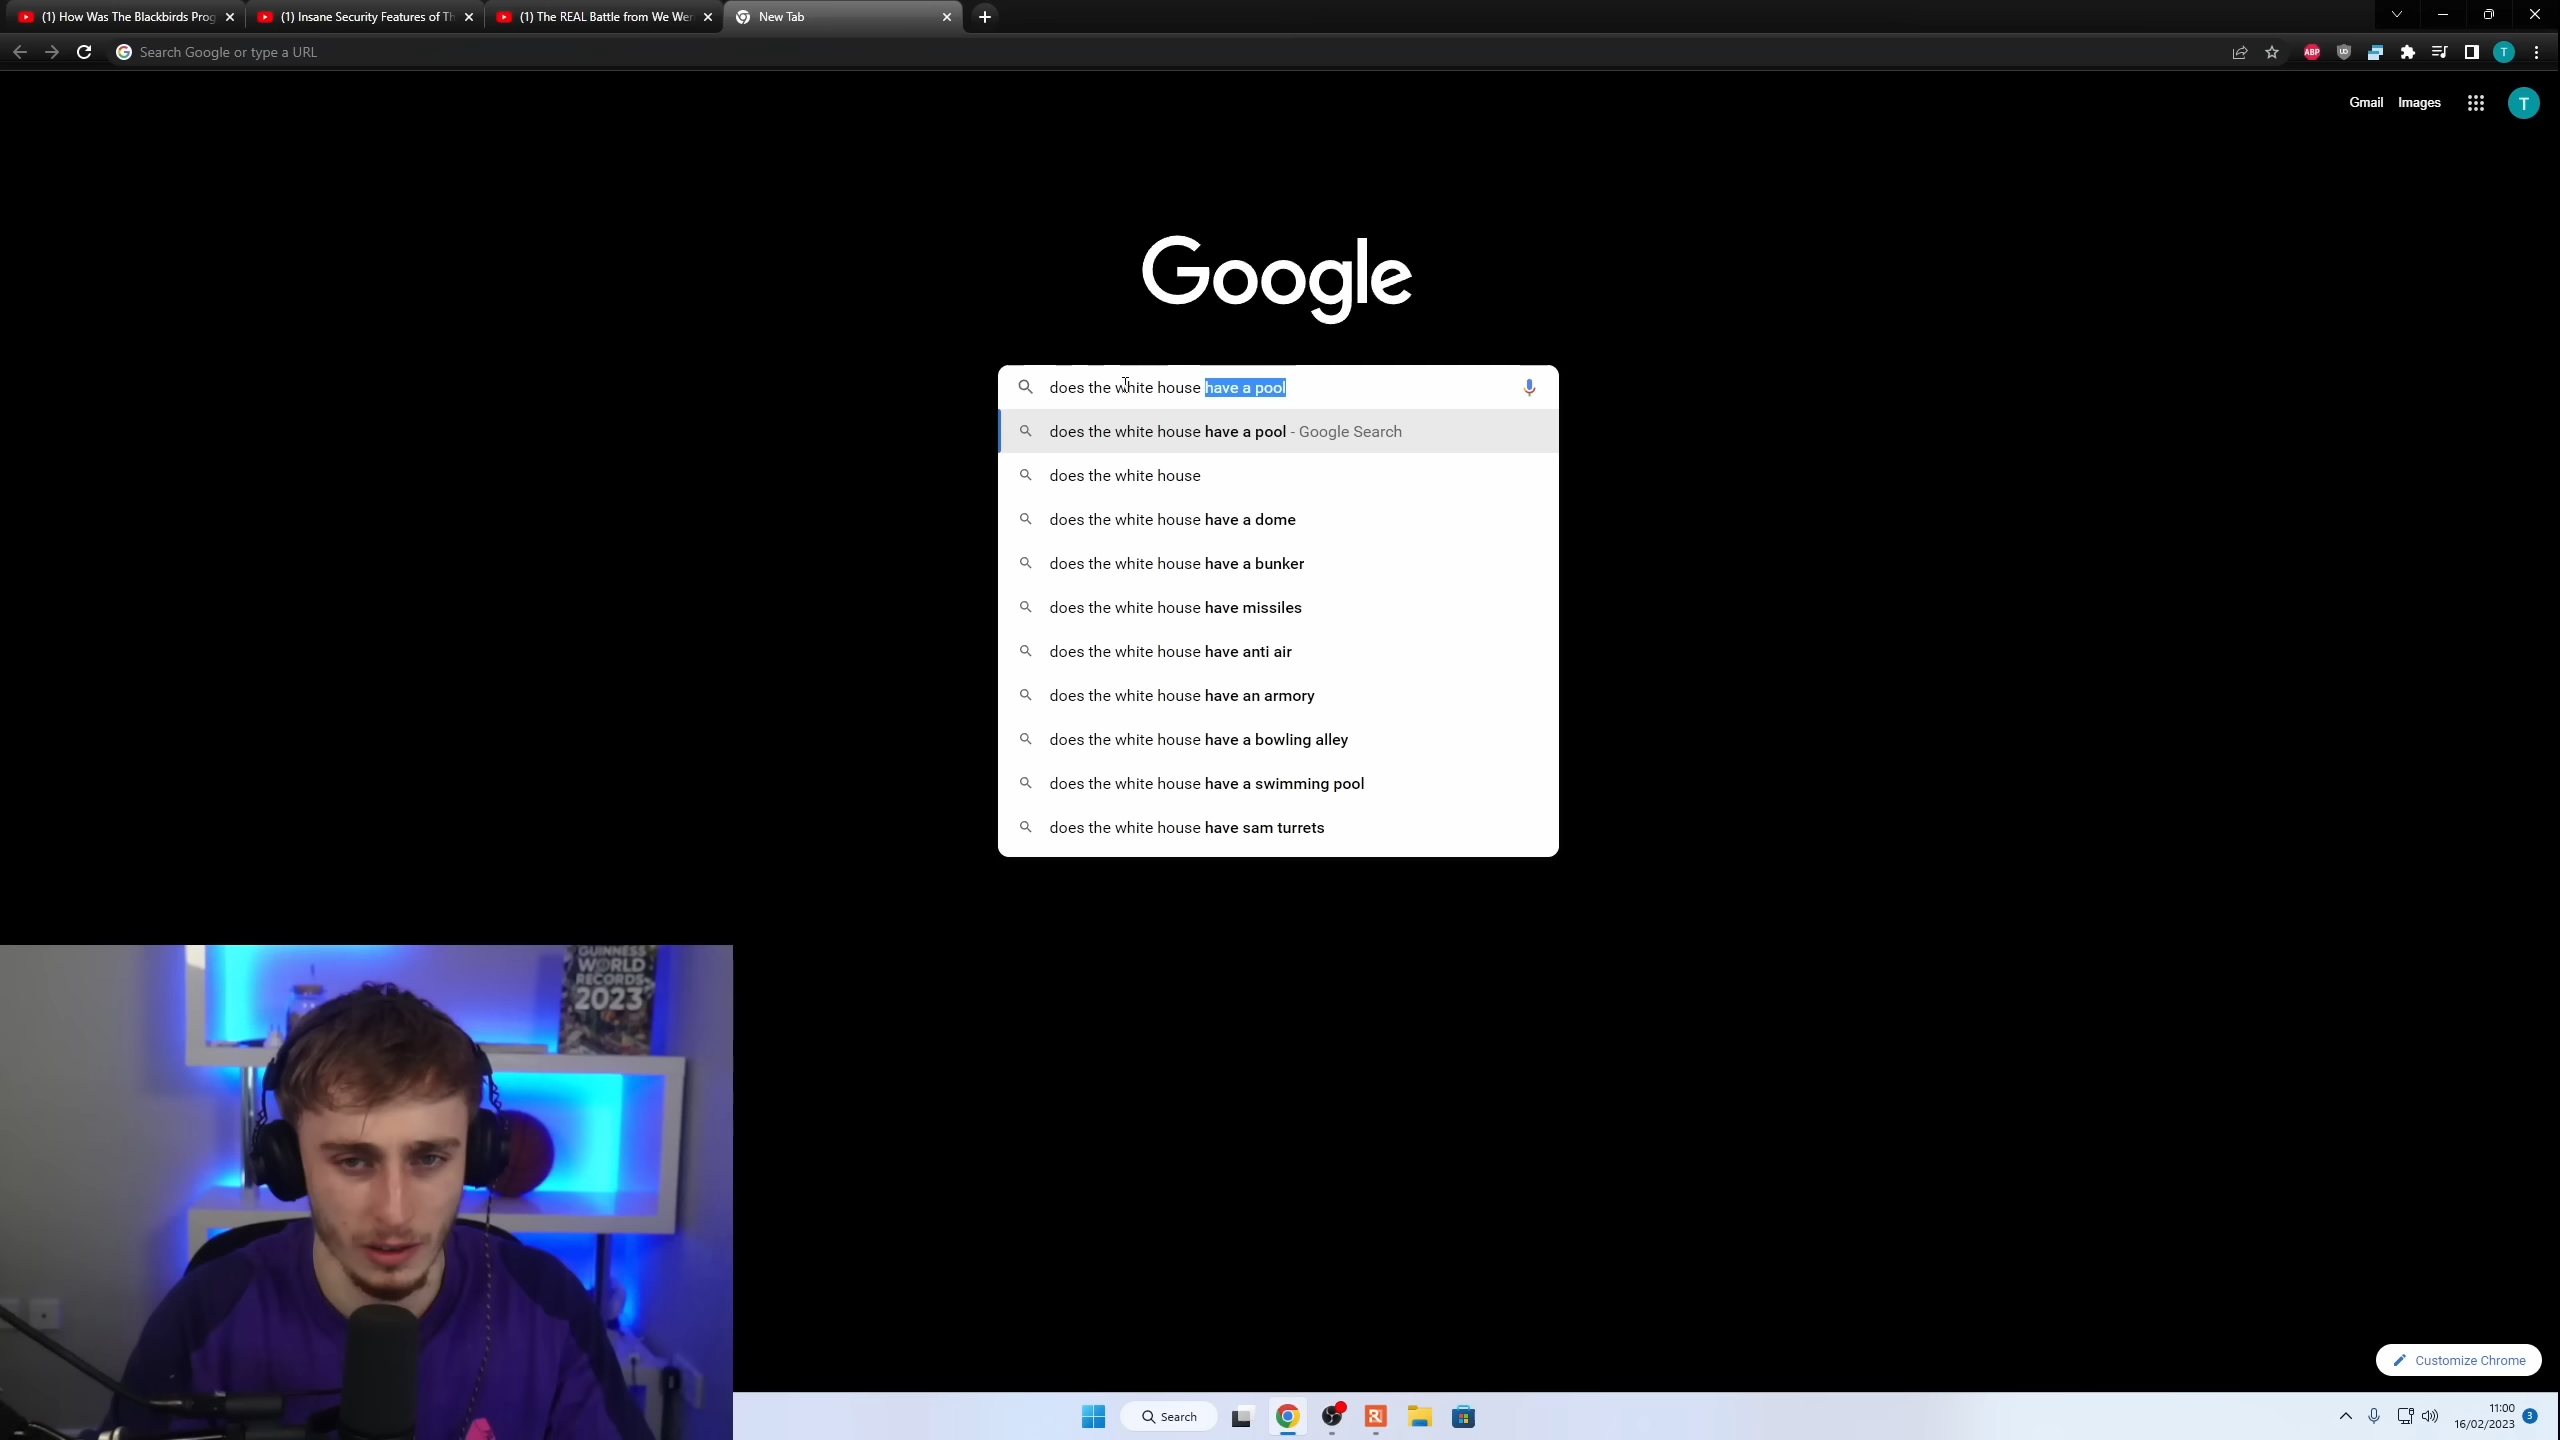 (1) How Was The Blackbirds Prog
(1) Insane Security Features of Th
(1) The REAL Battle from We Wer
New Tab
Search Google or type a URL
ABP
T
Gmail
Images
T
Google
does the white house have a pool
does the white house have a pool - Google Search
does the white house
does the white house have a dome
does the white house have a bunker
does the white house have missiles
does the white house have anti air
does the white house have an armory
does the white house have a bowling alley
does the white house have a swimming pool
does the white house have sam turrets
GUINNESS
WORLD
RECORDS
2023
Customize Chrome
Search
11:00
16/02/2023
3